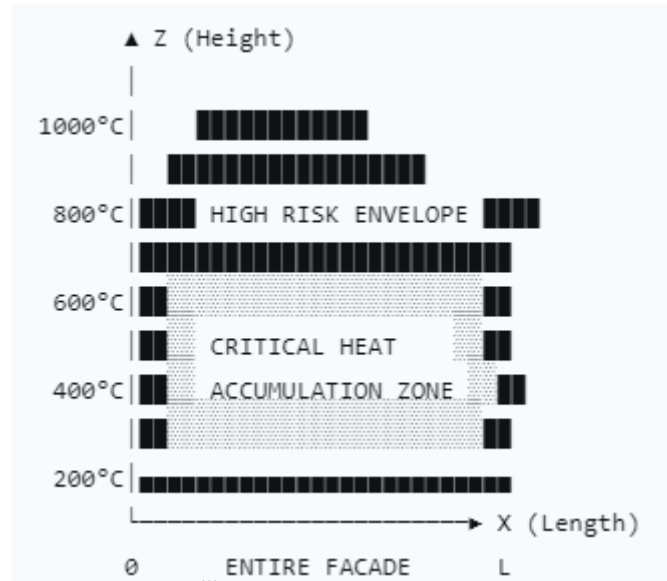 ▲ Z (Height)
1000°C
800°C HIGH RISK ENVELOPE
600°C
CRITICAL HEAT
400°C ACCUMULATION ZONE
200°C
X (Length)
0 ENTIRE FACADE L